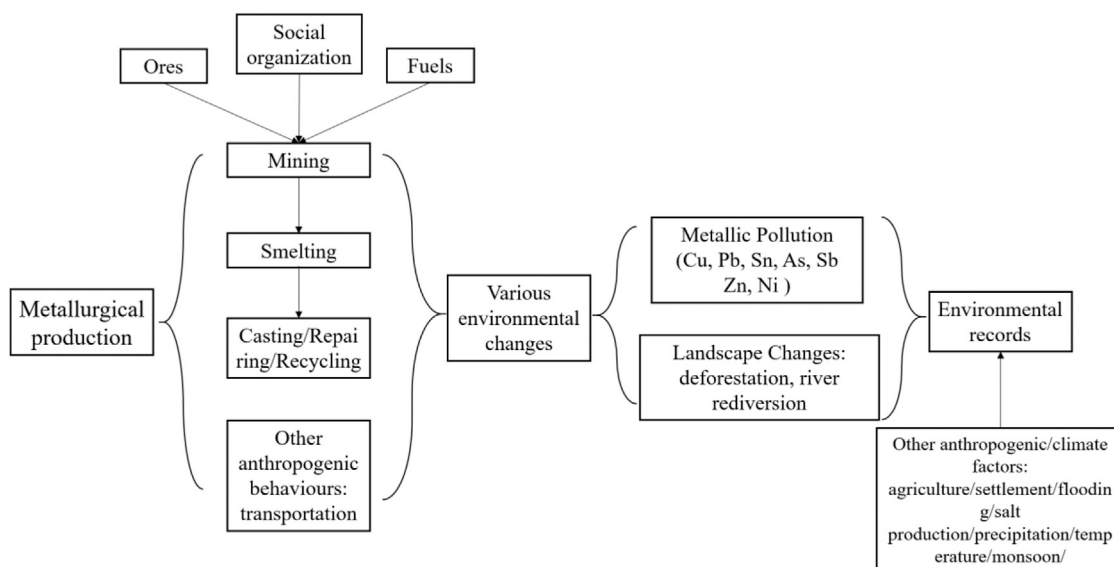 Social
organization
Ores
Fuels
Mining
Smelting
Casting/Repai
ring/Recycling
Other
anthropogenic
behaviours:
transportation
Metallurgical
production
Various
environmental
changes
Metallic Pollution
(Cu, Pb, Sn, As, Sb
Zn, Ni )
Landscape Changes:
deforestation, river
rediversion
Environmental
records
Other anthropogenic/climate
factors:
agriculture/settlement/floodin
g/salt
production/precipitation/temp
erature/monsoon/